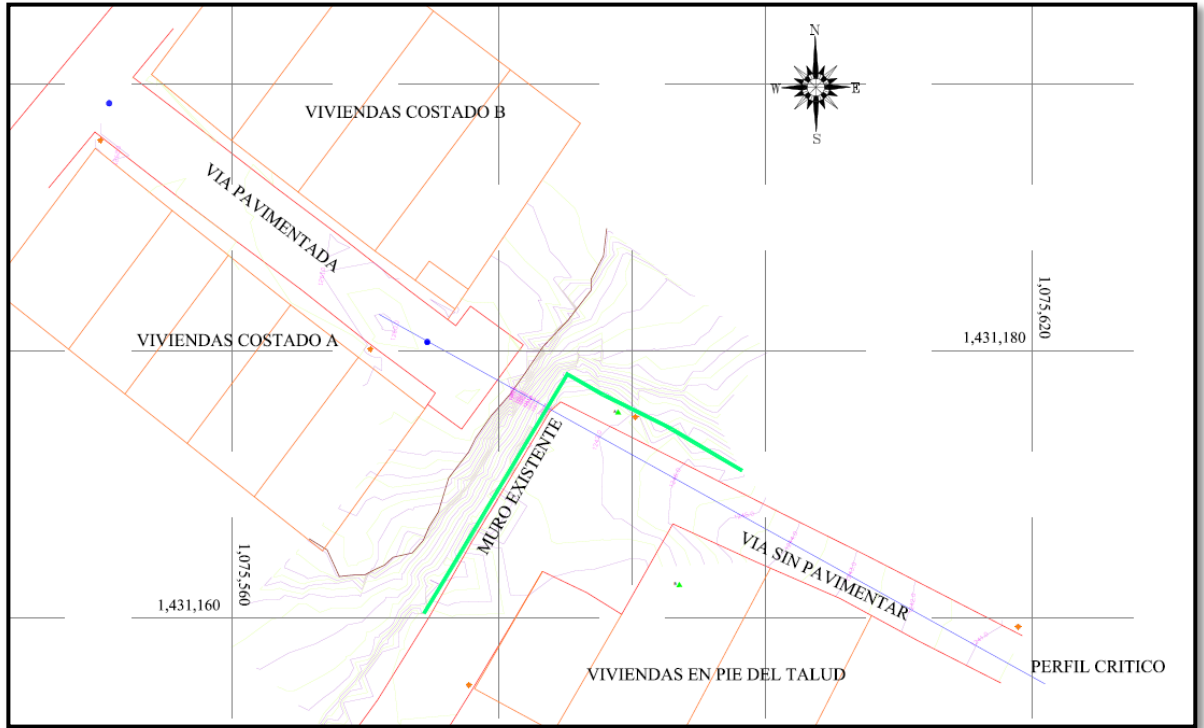 N
VIVIENDAS COSTADO B
W
E
S
VIA PAVIMENTADA
1,075,620
VIVIENDAS COSTADO A
1,431,180
MURO EXISTENTE
VIA SIN PAVIMENTAR
1,075,560
1,431,160
VIVIENDAS EN PIE DEL TALUD
PERFIL CRITICO